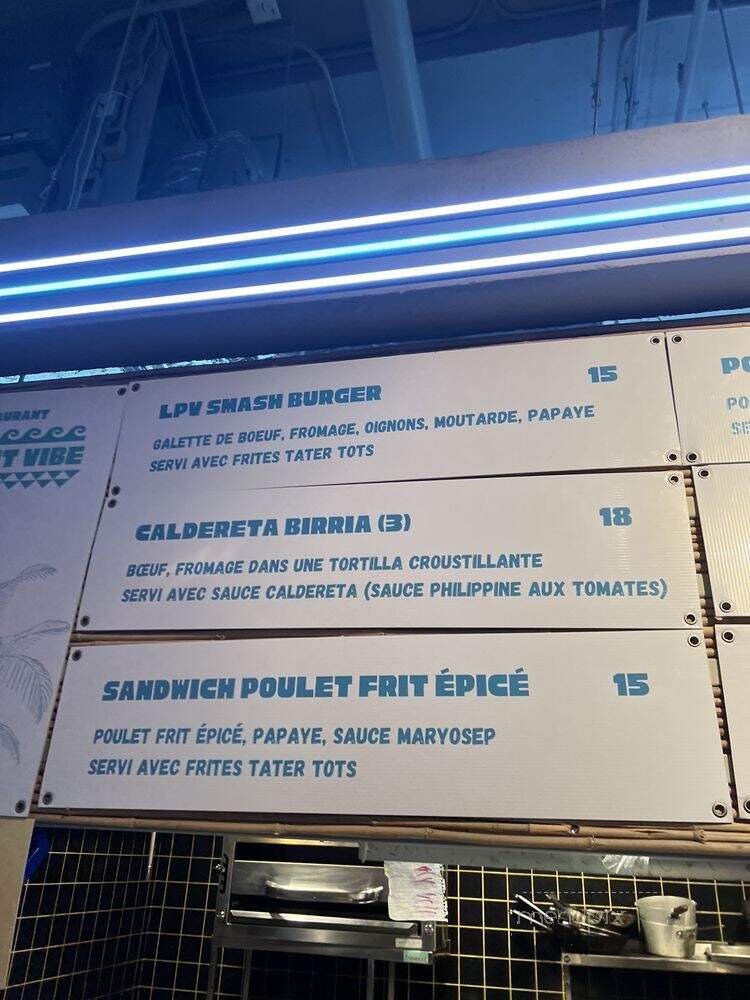 LPV SMASH BURGER 15
GALETTE DE BOEUF, FROMAGE, OIGNONS, MOUTARDE, PAPAYE
SERVI AVEC FRITES TATER TOTS
CALDERETA BIRRIA (3) 18
BŒUF, FROMAGE DANS UNE TORTILLA CROUSTILLANTE
SERVI AVEC SAUCE CALDERETA (SAUCE PHILIPPINE AUX TOMATES)
SANDWICH POULET FRIT ÉPICÉ 15
POULET FRIT ÉPICÉ, PAPAYE, SAUCE MARYOSEP
SERVI AVEC FRITES TATER TOTS
VIBE